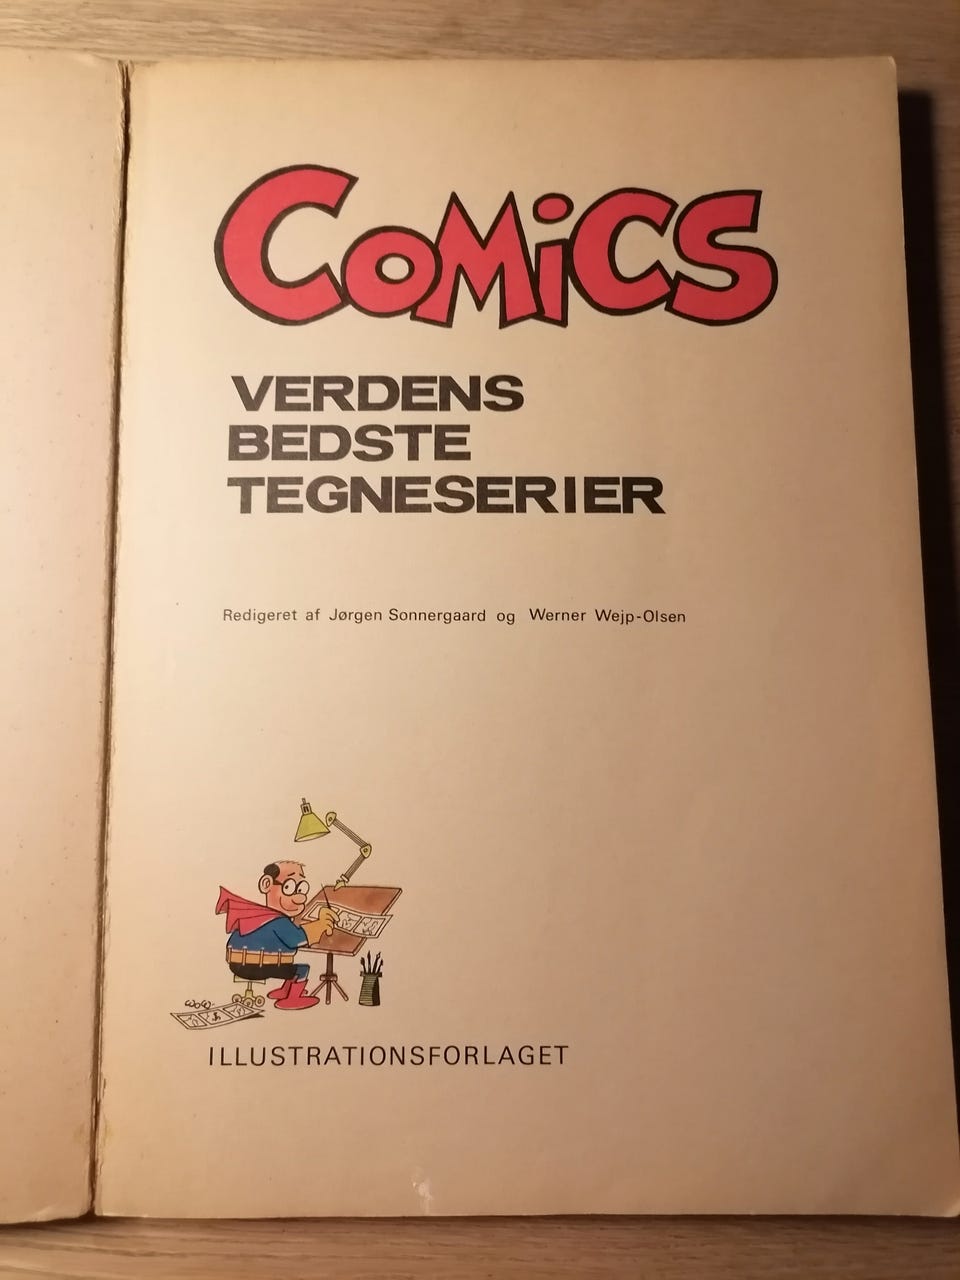 COMiCS
VERDENS
BEDSTE
TEGNESERIER
Redigeret af Jørgen Sonnergaard og Werner Wejp-Olsen
ILLUSTRATIONSFORLAGET